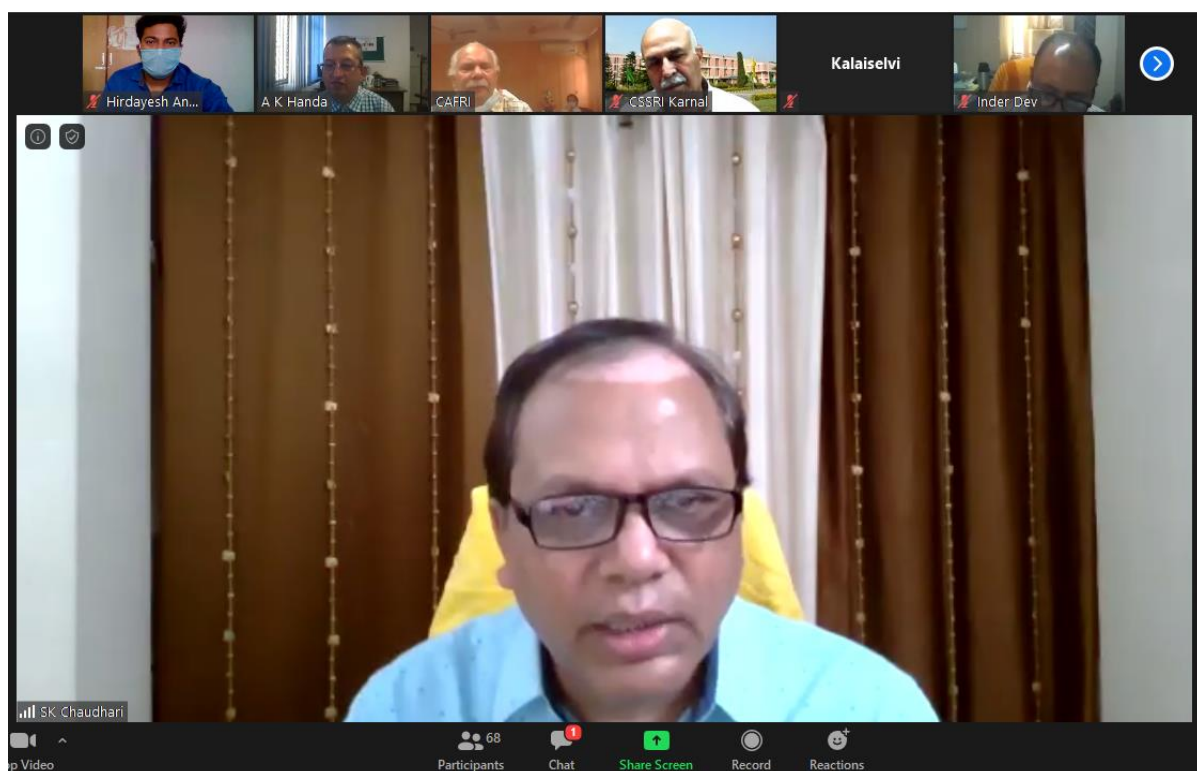 Kalaiselvi
Hirdayesh An...
A K Handa
CAFRI
CSSRI Karnal
Inder Dev
SK Chaudhari
68
1
op Video
Participants
Chat
Share Screen
Record
Reactions